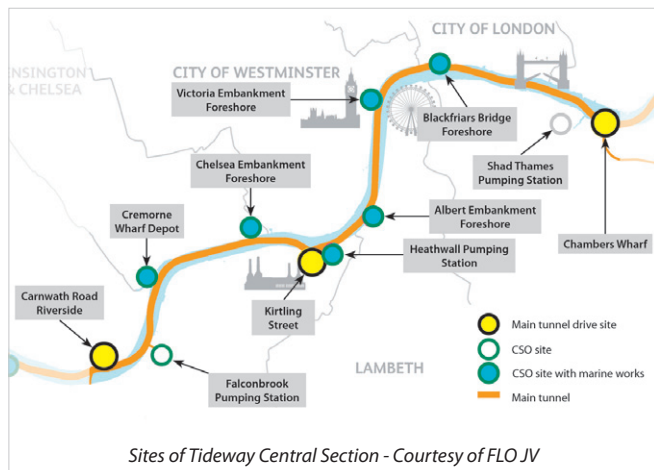 CITY OF LONDON
ENSINGTON
& CHELSEA
CITY OF WESTMINSTER
Victoria Embankment
Foreshore
Blackfriars Bridge
Foreshore
Shad Thames
Pumping Station
Chelsea Embankment
Foreshore
Cremorne
Wharf Depot
Albert Embankment
Foreshore
Chambers Wharf
Heathwall Pumping
Station
Carnwath Road
Riverside
Kirtling
Street
Falconbrook
Pumping Station
LAMBETH
Main tunnel drive site
CSO site
CSO site with marine works
Main tunnel
Sites of Tideway Central Section - Courtesy of FLO JV